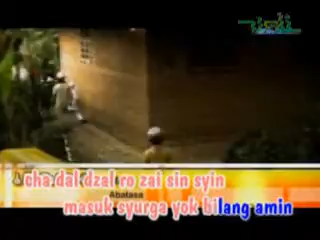 Abatasa
cha dal dzal ro zai sin syin
masuk syurga yok bilang amin